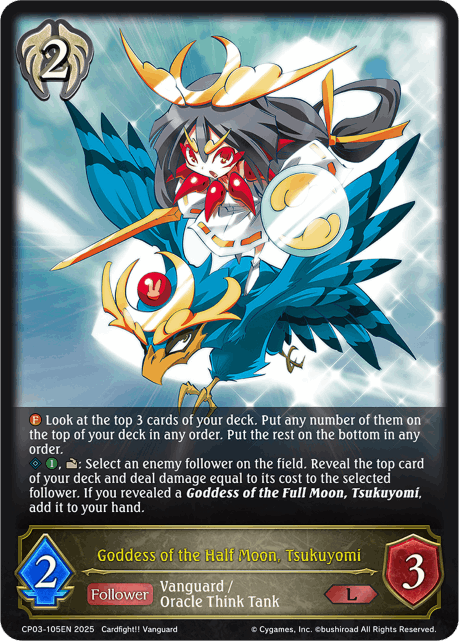 2
F Look at the top 3 cards of your deck. Put any number of them on
the top of your deck in any order. Put the rest on the bottom in any
order.
1, : Select an enemy follower on the field. Reveal the top card
of your deck and deal damage equal to its cost to the selected
follower. If you revealed a Goddess of the Full Moon, Tsukuyomi,
add it to your hand.
Goddess of the Half Moon, Tsukuyomi
2
Follower
Vanguard /
Oracle Think Tank
L
3
CP03-105EN 2025 Cardfight!! Vanguard © Cygames, Inc. ©bushiroad All Rights Reserved.